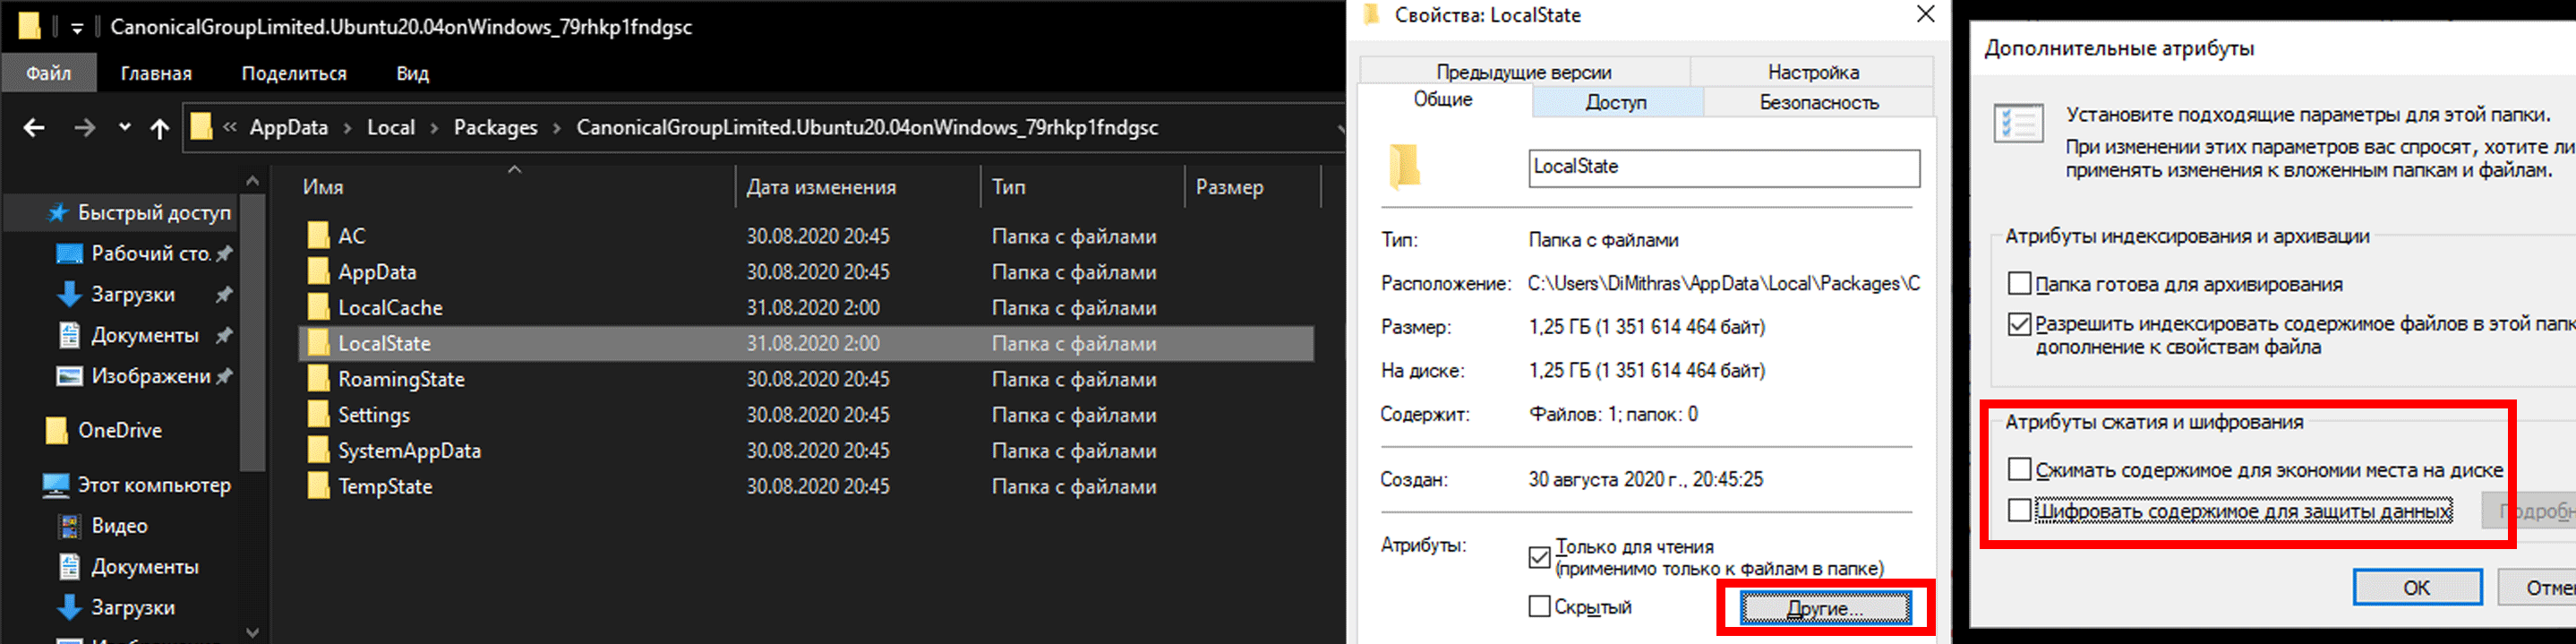 CanonicalGroupLimited.Ubuntu20.04onWindows_79rhkp1fndgsc
Файл Главная Поделиться Вид
« AppData › Local › Packages › CanonicalGroupLimited.Ubuntu20.04onWindows_79rhkp1fndgsc
Быстрый доступ
Рабочий сто.
Загрузки
Документы
Изображени
OneDrive
Этот компьютер
Видео
Документы
Загрузки
Имя Дата изменения Тип Размер
AC 30.08.2020 20:45 Папка с файлами
AppData 30.08.2020 20:45 Папка с файлами
LocalCache 31.08.2020 2:00 Папка с файлами
LocalState 31.08.2020 2:00 Папка с файлами
RoamingState 30.08.2020 20:45 Папка с файлами
Settings 30.08.2020 20:45 Папка с файлами
SystemAppData 30.08.2020 20:45 Папка с файлами
TempState 30.08.2020 20:45 Папка с файлами
Свойства: LocalState
Предыдущие версии Настройка
Общие Доступ Безопасность
LocalState
Тип: Папка с файлами
Расположение: C:\Users\DiMithras\AppData\Local\Packages\C
Размер: 1,25 ГБ (1 351 614 464 байт)
На диске: 1,25 ГБ (1 351 614 464 байт)
Содержит: Файлов: 1; папок: 0
Создан: 30 августа 2020 г., 20:45:25
Атрибуты: Только для чтения
(применимо только к файлам в папке)
Скрытый Другие...
Дополнительные атрибуты
Установите подходящие параметры для этой папки.
При изменении этих параметров вас спросят, хотите ли
применять изменения к вложенным папкам и файлам.
Атрибуты индексирования и архивации
Папка готова для архивирования
Разрешить индексировать содержимое файлов в этой папк
дополнение к свойствам файла
Атрибуты сжатия и шифрования
Сжимать содержимое для экономии места на диске
Шифровать содержимое для защиты данных Подробн
ОК Отме